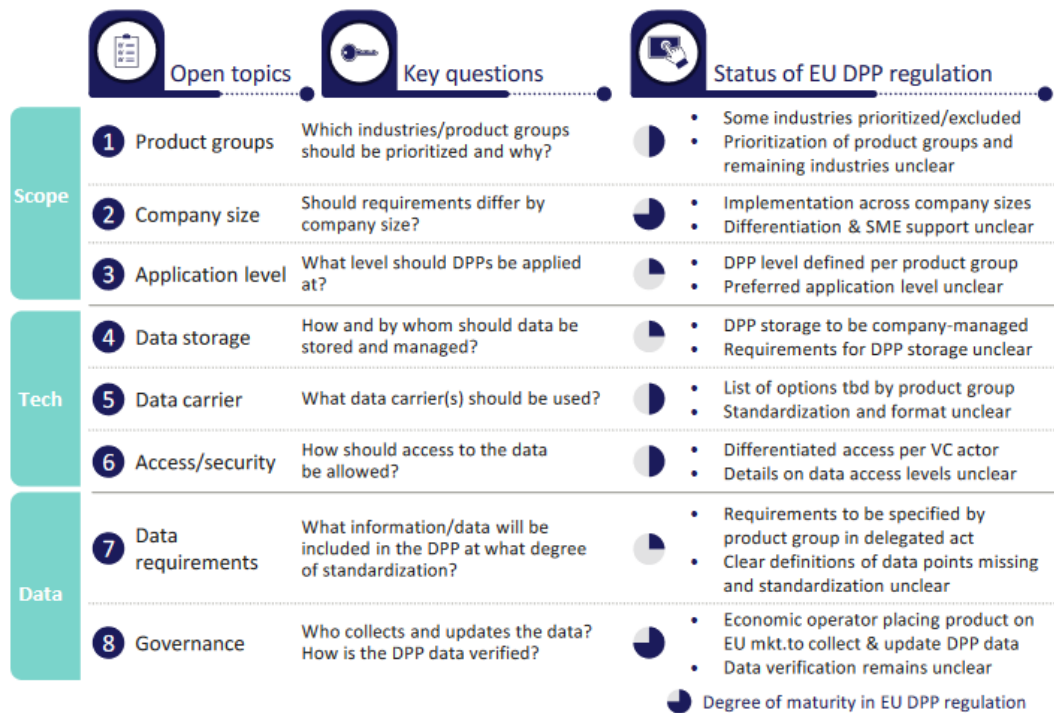 Open topics
Key questions
Status of EU DPP regulation
Scope
1 Product groups
Which industries/product groups
should be prioritized and why?
• Some industries prioritized/excluded
• Prioritization of product groups and
remaining industries unclear
2 Company size
Should requirements differ by
company size?
• Implementation across company sizes
• Differentiation & SME support unclear
3 Application level
What level should DPPs be applied
at?
• DPP level defined per product group
• Preferred application level unclear
Tech
4 Data storage
How and by whom should data be
stored and managed?
• DPP storage to be company-managed
• Requirements for DPP storage unclear
5 Data carrier
What data carrier(s) should be used?
• List of options tbd by product group
• Standardization and format unclear
6 Access/security
How should access to the data
be allowed?
• Differentiated access per VC actor
• Details on data access levels unclear
Data
7 Data
requirements
What information/data will be
included in the DPP at what degree
of standardization?
• Requirements to be specified by
product group in delegated act
• Clear definitions of data points missing
and standardization unclear
8 Governance
Who collects and updates the data?
How is the DPP data verified?
• Economic operator placing product on
EU mkt.to collect & update DPP data
• Data verification remains unclear
Degree of maturity in EU DPP regulation